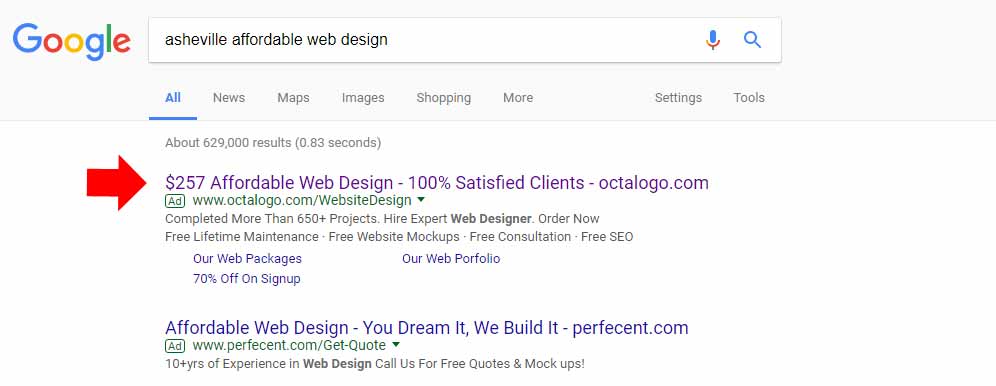 Google
asheville affordable web design
All News Maps Images Shopping More Settings Tools
About 629,000 results (0.83 seconds)
$257 Affordable Web Design - 100% Satisfied Clients - octalogo.com
Ad www.octalogo.com/WebsiteDesign
Completed More Than 650+ Projects. Hire Expert Web Designer. Order Now
Free Lifetime Maintenance · Free Website Mockups · Free Consultation · Free SEO
Our Web Packages Our Web Porfolio
70% Off On Signup
Affordable Web Design - You Dream It, We Build It - perfecent.com
Ad www.perfecent.com/Get-Quote
10+yrs of Experience in Web Design Call Us For Free Quotes & Mock ups!